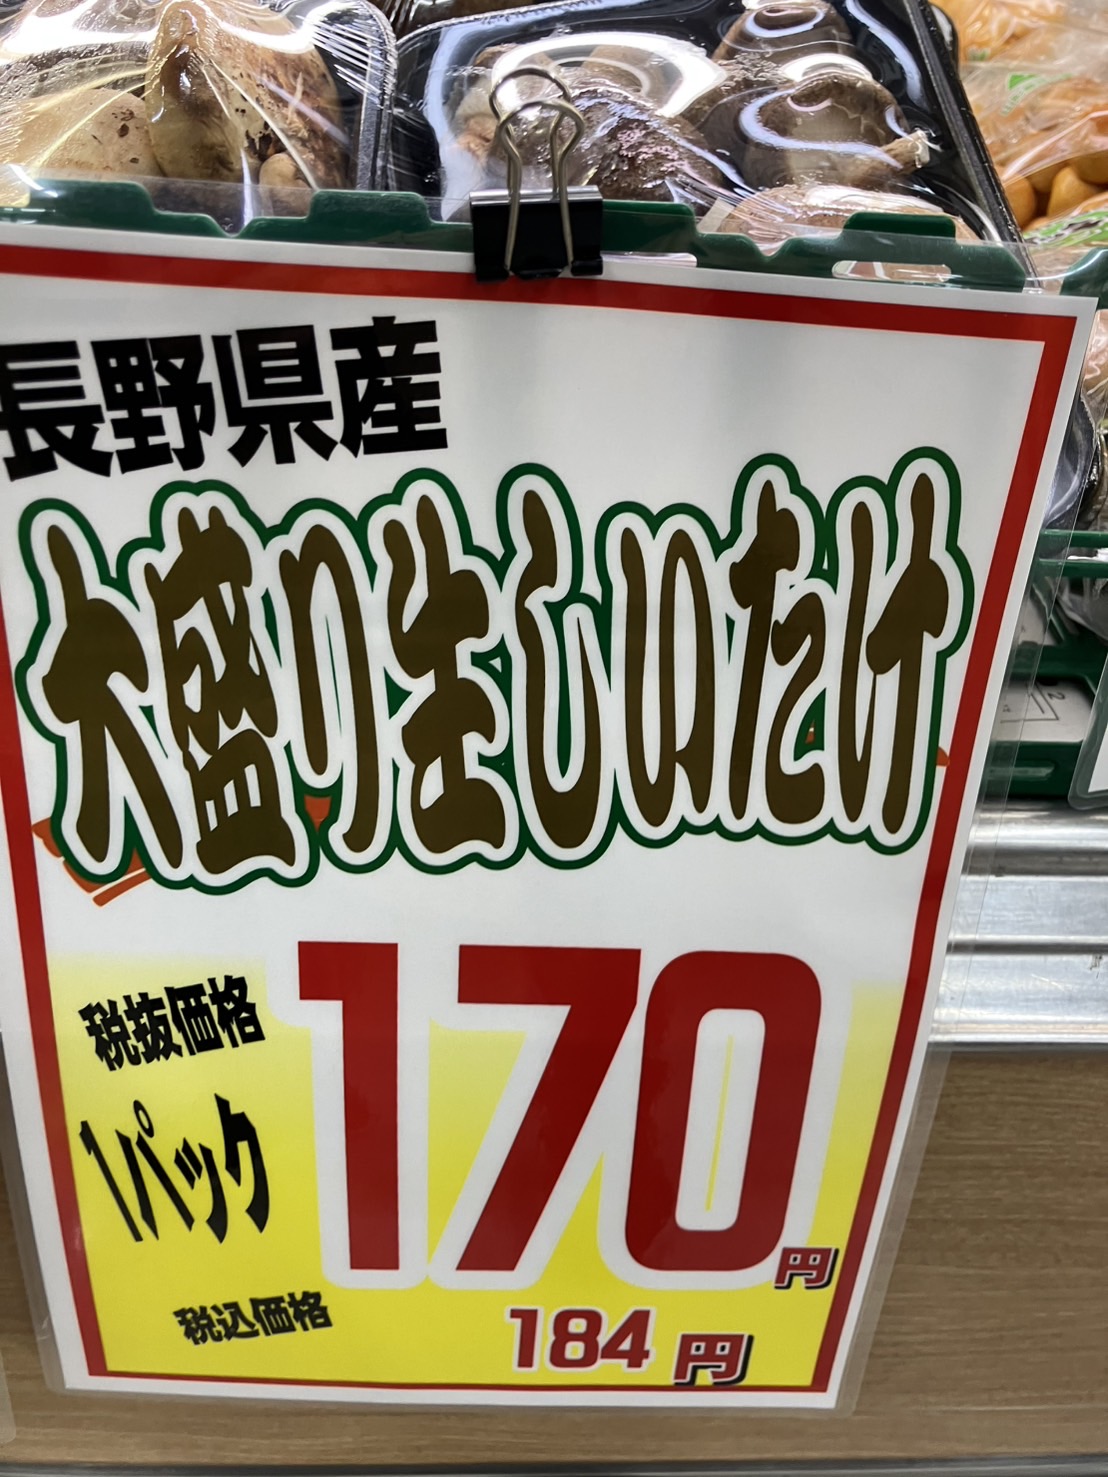 長野県産
大盛り生しいたけ
税抜価格
1パック
170円
税込価格
184円